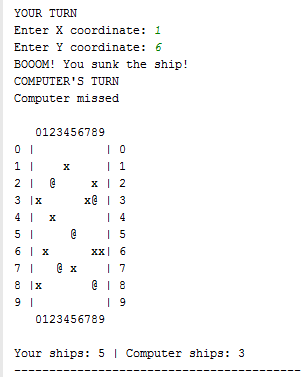 YOUR TURN
Enter X coordinate: 1
Enter Y coordinate: 6
BOOOM! You sunk the ship!
COMPUTER'S TURN
Computer missed
   0123456789
0 |          | 0
1 |    x     | 1
2 |  @     x | 2
3 |x      x@ | 3
4 |  x       | 4
5 |     @    | 5
6 | x      xx| 6
7 |   @ x    | 7
8 |x       @ | 8
9 |          | 9
   0123456789
Your ships: 5 | Computer ships: 3
-----------------------------------------